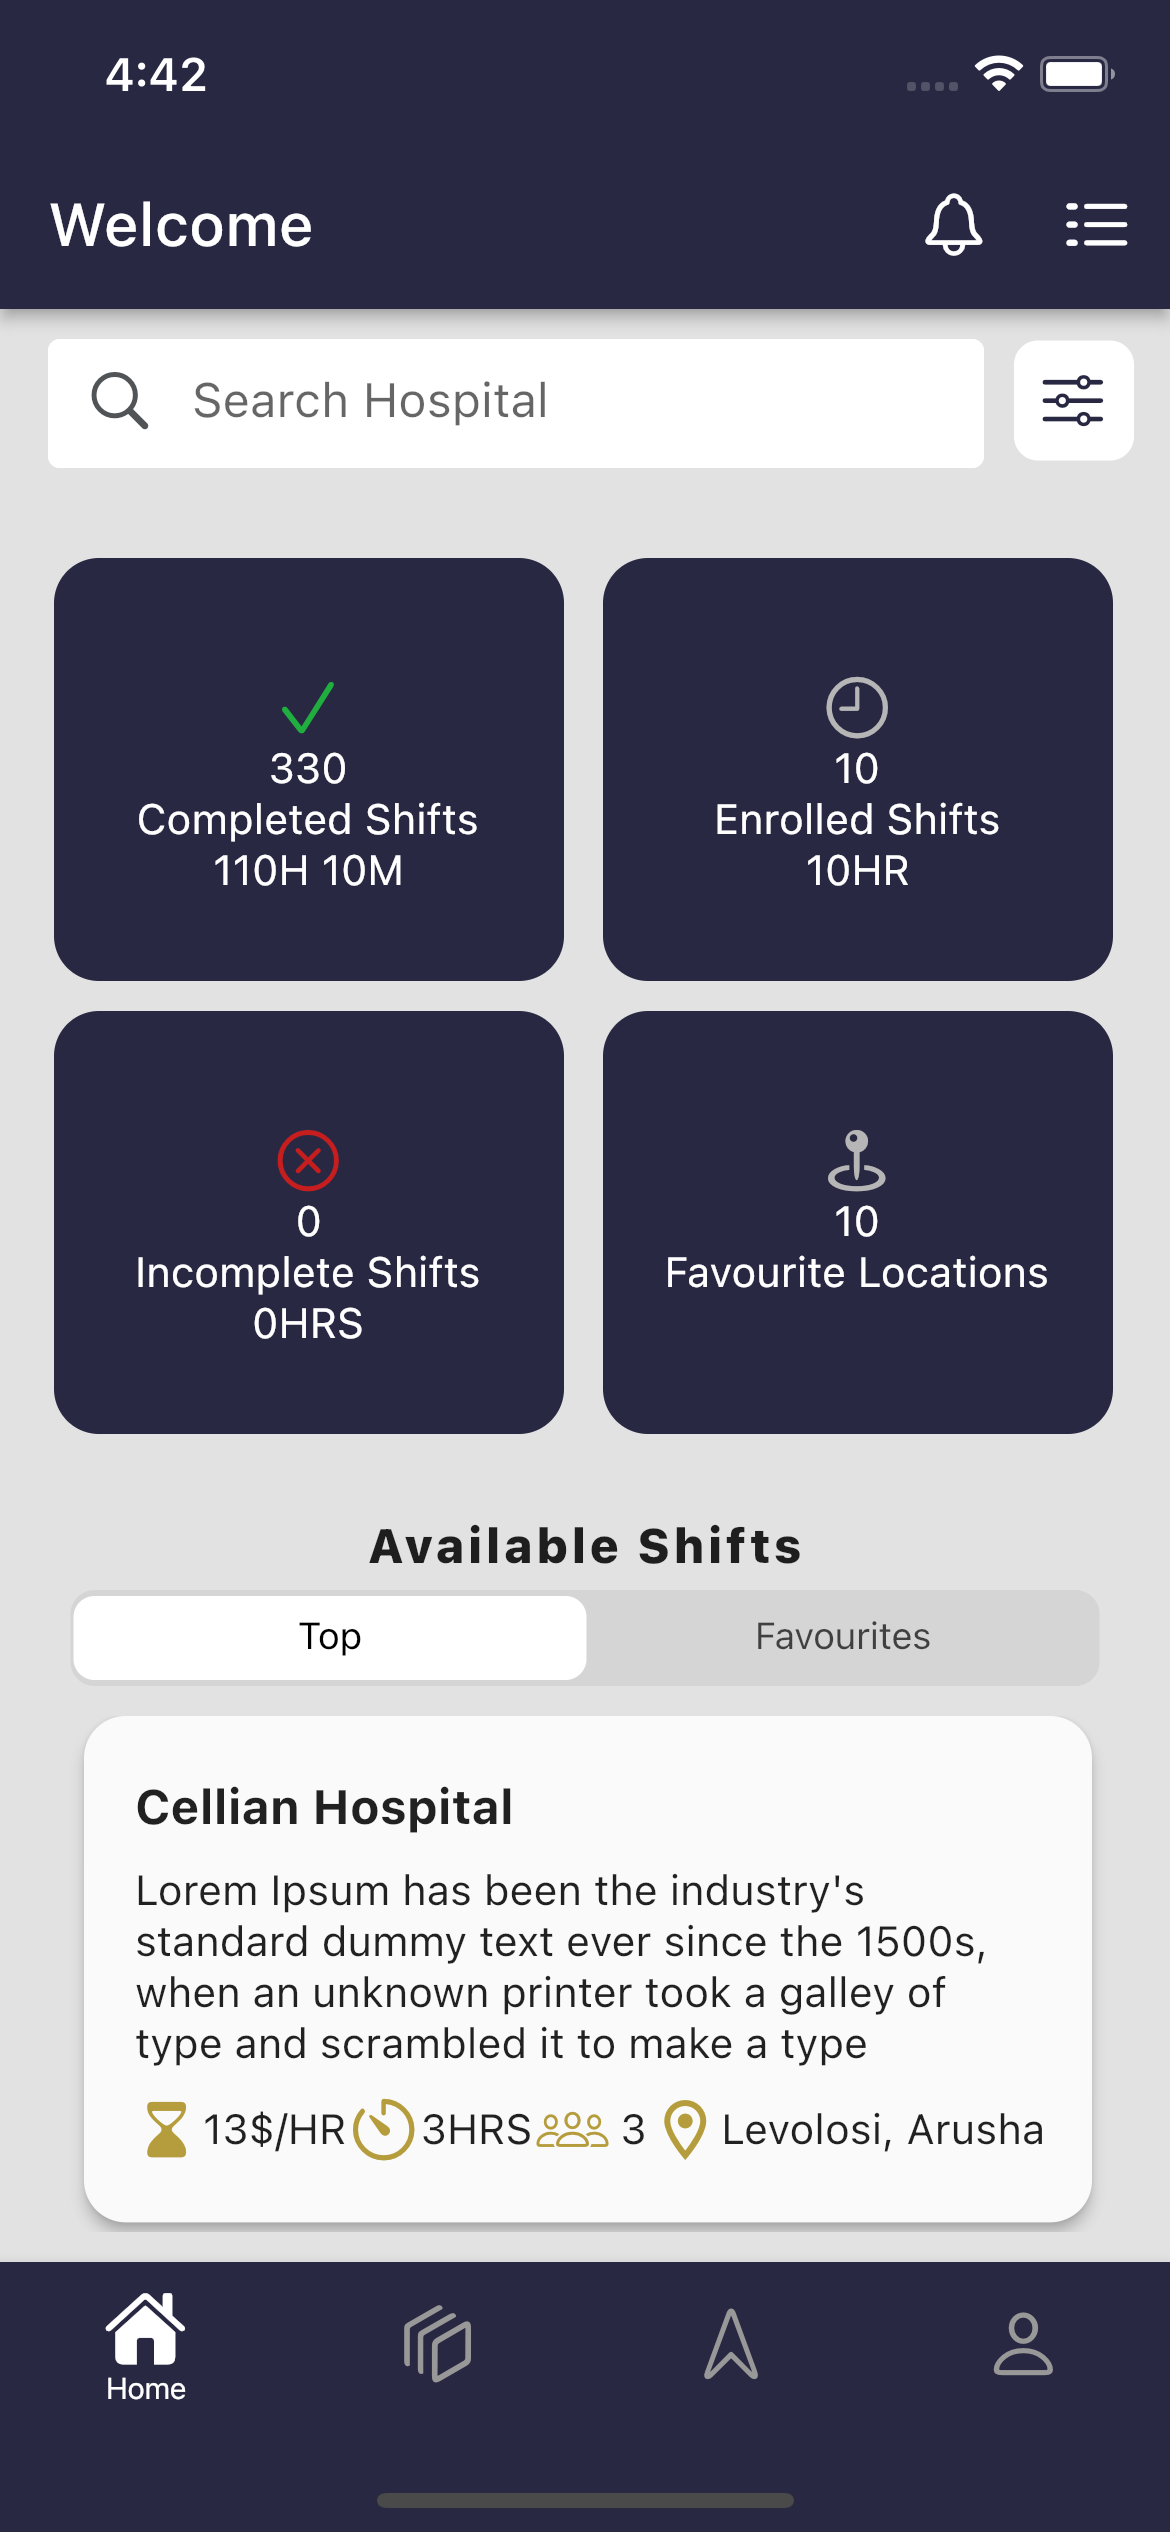 4:42
Welcome
Search Hospital
330
Completed Shifts
110H 10M
10
Enrolled Shifts
10HR
0
Incomplete Shifts
0HRS
10
Favourite Locations
Available Shifts
Top
Favourites
Cellian Hospital
Lorem Ipsum has been the industry's
standard dummy text ever since the 1500s,
when an unknown printer took a galley of
type and scrambled it to make a type
13$/HR 3HRS 3 Levolosi, Arusha
Home